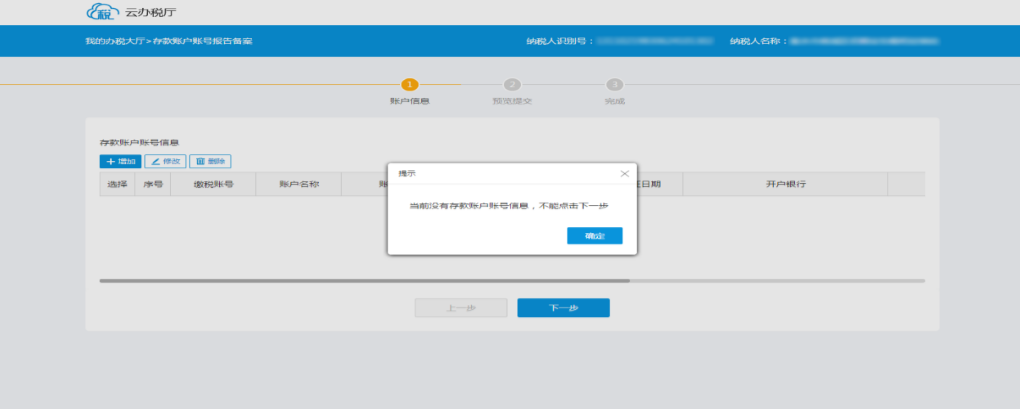 税 云办税厅
我的办税大厅>存款账户账号报告备案 纳税人识别号： 纳税人名称：
1 2 3
账户信息 预览提交 完成
存款账户账号信息
增加 修改 删除
选择 序号 缴税账号 账户名称 账 日期 开户银行
提示
当前没有存款账户账号信息，不能点击下一步
确定
上一步 下一步